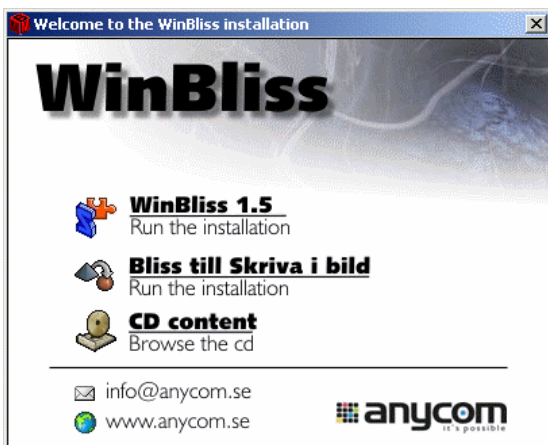 Welcome to the WinBliss installation
WinBliss
WinBliss 1.5
Run the installation
Bliss till Skriva i bild
Run the installation
CD content
Browse the cd
info@anycom.se
www.anycom.se
anycom
it's possible